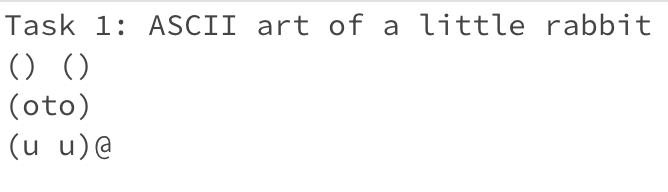 Task 1: ASCII art of a little rabbit
() ()
(oto)
(u u)@